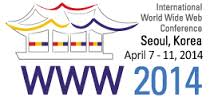 International
World Wide Web
Conference
Seoul, Korea
April 7 - 11, 2014
WWW 2014